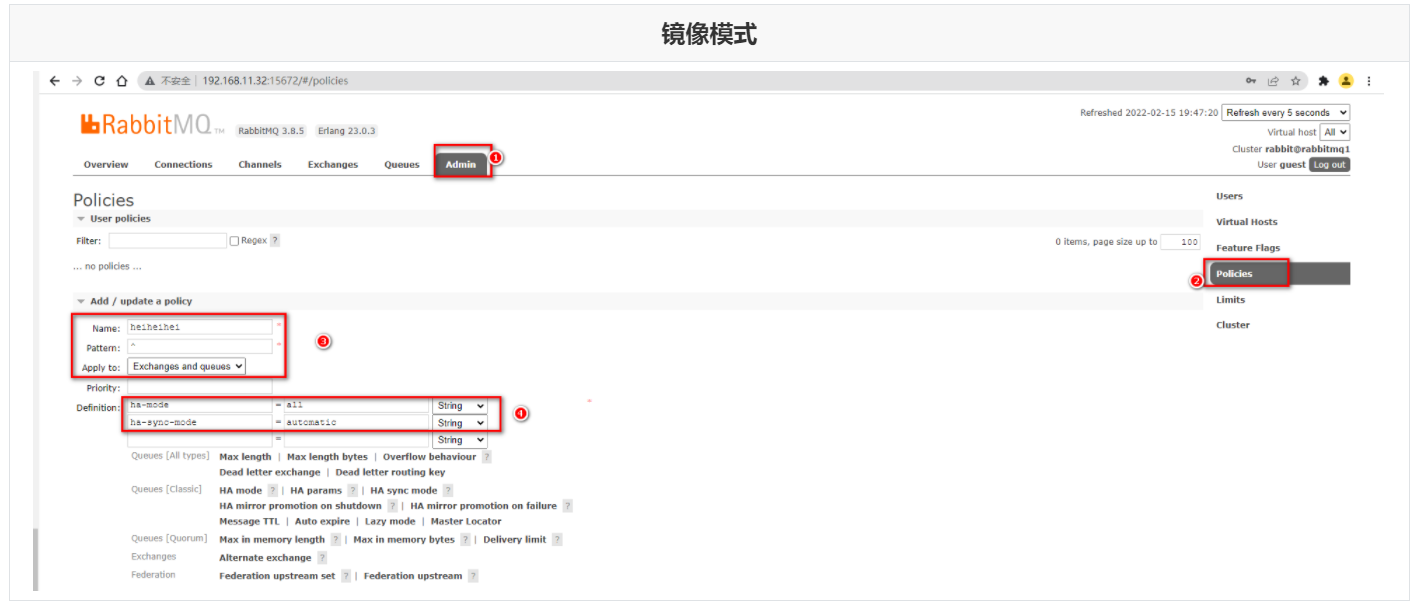 镜像模式
不安全 | 192.168.11.32:15672/#/policies
RabbitMQ TM RabbitMQ 3.8.5 Erlang 23.0.3
Refreshed 2022-02-15 19:47:20 Refresh every 5 seconds
Virtual host All
Cluster rabbit@rabbitmq1
User guest Log out
Overview Connections Channels Exchanges Queues Admin 1
Policies
User policies
Filter: Regex ? 0 items, page size up to 100
... no policies ...
Add / update a policy
Name: heiheihei *
Pattern: ^ *
Apply to: Exchanges and queues
3
Priority:
Definition: ha-mode = all String *
ha-sync-mode = automatic String
4
= String
Queues [All types] Max length | Max length bytes | Overflow behaviour ?
Dead letter exchange | Dead letter routing key
Queues [Classic] HA mode ? | HA params ? | HA sync mode ?
HA mirror promotion on shutdown ? | HA mirror promotion on failure ?
Message TTL | Auto expire | Lazy mode | Master Locator
Queues [Quorum] Max in memory length ? | Max in memory bytes ? | Delivery limit ?
Exchanges Alternate exchange ?
Federation Federation upstream set ? | Federation upstream ?
Users
Virtual Hosts
Feature Flags
2 Policies
Limits
Cluster